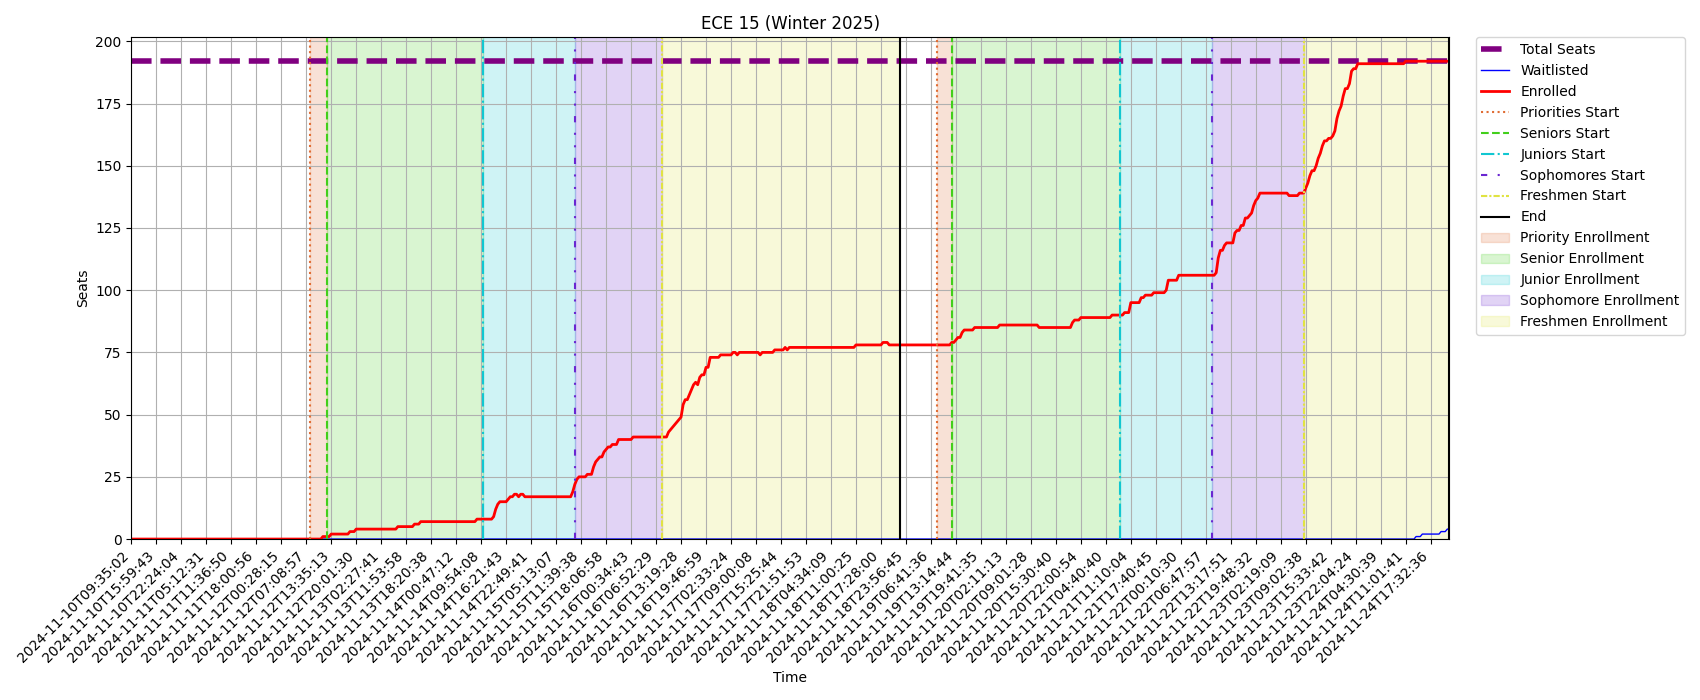 ECE 15 (Winter 2025)
200
175
150
125
100
75
50
25
0
Seats
2024-11-10T09:35:02
2024-11-10T15:59:43
2024-11-10T22:24:04
2024-11-11T05:12:31
2024-11-11T11:36:50
2024-11-11T18:00:56
2024-11-12T00:28:15
2024-11-12T07:08:57
2024-11-12T13:35:13
2024-11-12T20:01:30
2024-11-13T03:27:41
2024-11-13T11:53:58
2024-11-13T18:20:38
2024-11-14T00:47:12
2024-11-14T09:54:08
2024-11-14T16:21:43
2024-11-14T22:49:41
2024-11-15T05:13:07
2024-11-15T11:39:38
2024-11-15T18:06:58
2024-11-16T00:34:43
2024-11-16T06:52:29
2024-11-16T13:19:28
2024-11-16T19:46:59
2024-11-17T02:33:24
2024-11-17T09:00:08
2024-11-17T15:25:44
2024-11-17T21:51:53
2024-11-18T04:34:09
2024-11-18T11:00:25
2024-11-18T17:28:00
2024-11-18T23:56:45
2024-11-19T06:41:36
2024-11-19T13:14:44
2024-11-19T19:41:35
2024-11-20T02:11:13
2024-11-20T09:01:28
2024-11-20T15:30:40
2024-11-20T22:00:54
2024-11-21T04:40:40
2024-11-21T11:10:04
2024-11-21T17:40:45
2024-11-22T00:10:30
2024-11-22T06:47:57
2024-11-22T13:17:51
2024-11-22T19:48:32
2024-11-23T02:19:09
2024-11-23T09:02:38
2024-11-23T15:33:42
2024-11-23T22:04:24
2024-11-24T04:30:39
2024-11-24T11:01:41
2024-11-24T17:32:36
Time
Total Seats
Waitlisted
Enrolled
Priorities Start
Seniors Start
Juniors Start
Sophomores Start
Freshmen Start
End
Priority Enrollment
Senior Enrollment
Junior Enrollment
Sophomore Enrollment
Freshmen Enrollment